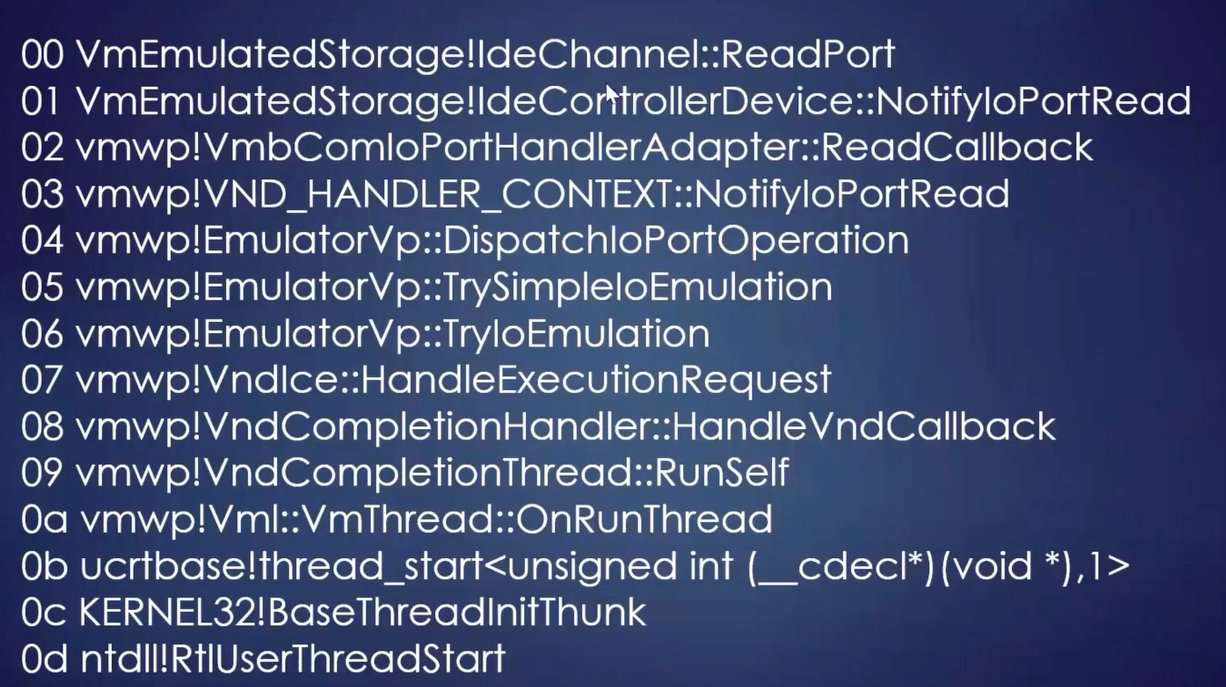 00 VmEmulatedStorage!IdeChannel::ReadPort
01 VmEmulatedStorage!IdeControllerDevice::NotifyIoPortRead
02 vmwp!VmbComIoPortHandlerAdapter::ReadCallback
03 vmwp!VND_HANDLER_CONTEXT::NotifyIoPortRead
04 vmwp!EmulatorVp::DispatchIoPortOperation
05 vmwp!EmulatorVp::TrySimpleIoEmulation
06 vmwp!EmulatorVp::TryIoEmulation
07 vmwp!VndIce::HandleExecutionRequest
08 vmwp!VndCompletionHandler::HandleVndCallback
09 vmwp!VndCompletionThread::RunSelf
0a vmwp!Vml::VmThread::OnRunThread
0b ucrtbase!thread_start<unsigned int (__cdecl*)(void *),1>
0c KERNEL32!BaseThreadInitThunk
0d ntdll!RtlUserThreadStart